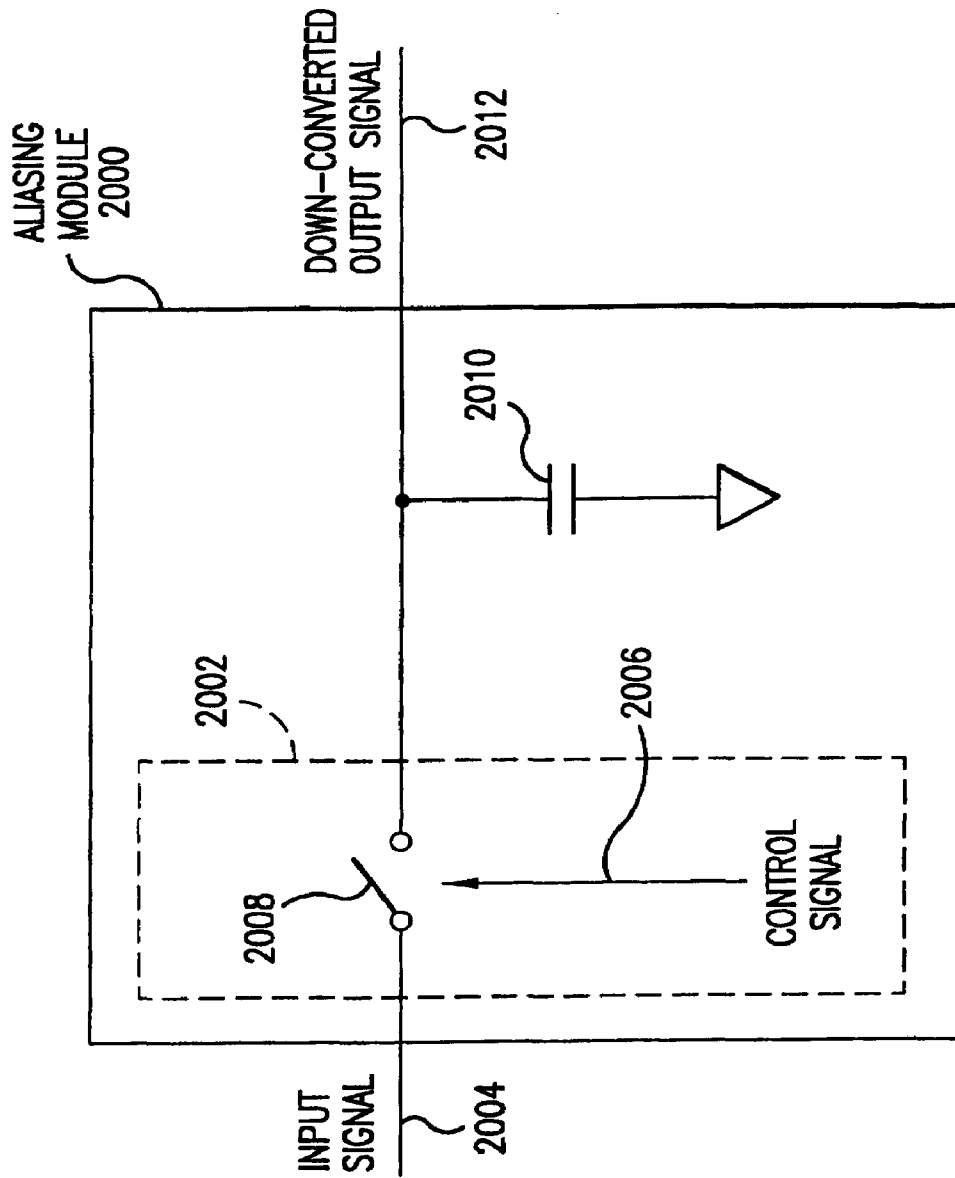 ALIASING
MODULE
2000
INPUT
SIGNAL
2004
2002
2008
CONTROL
SIGNAL
2006
2010
DOWN-CONVERTED
OUTPUT SIGNAL
2012